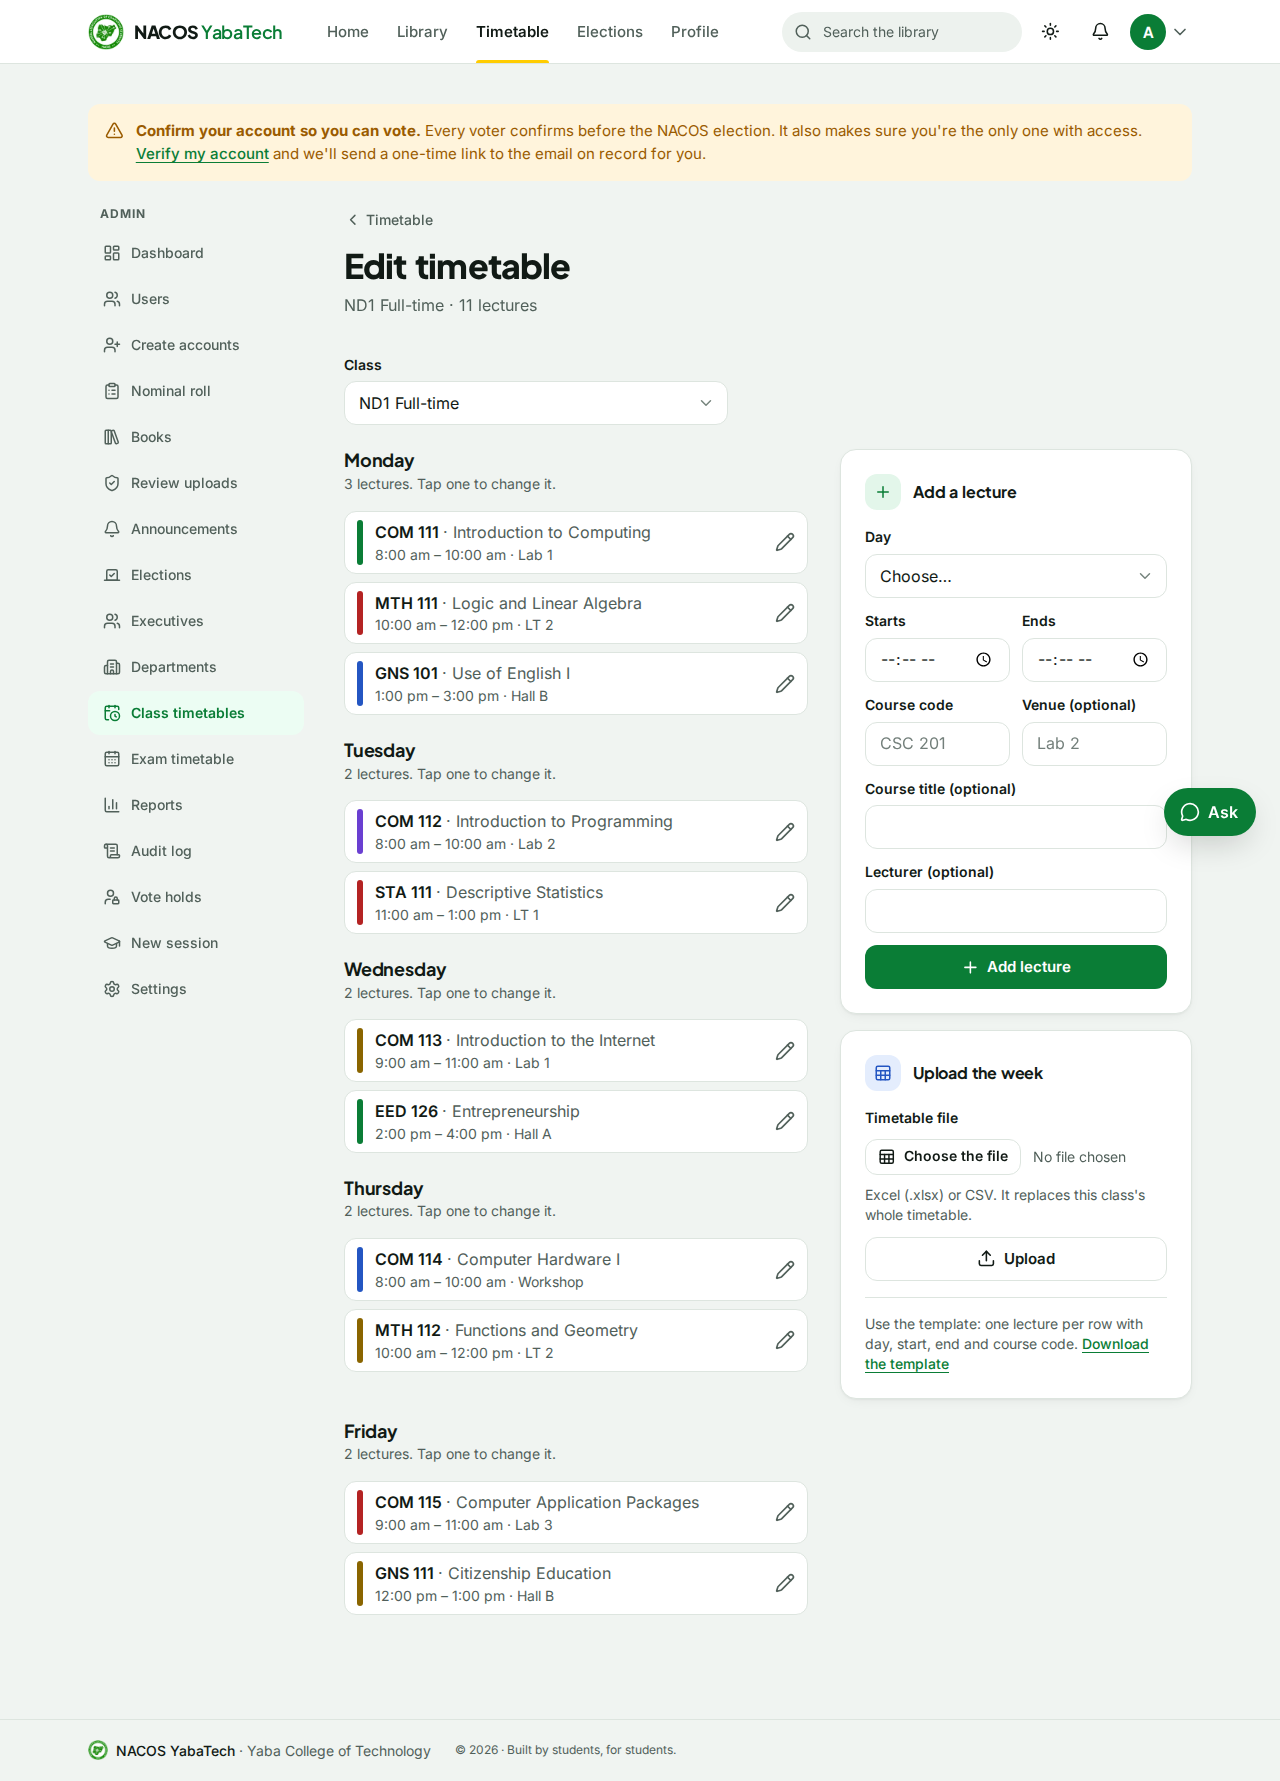 NACOS YabaTech
Home
Library
Timetable
Elections
Profile
Search the library
A
Confirm your account so you can vote. Every voter confirms before the NACOS election. It also makes sure you're the only one with access.
Verify my account and we'll send a one-time link to the email on record for you.
ADMIN
Dashboard
Users
Create accounts
Nominal roll
Books
Review uploads
Announcements
Elections
Executives
Departments
Class timetables
Exam timetable
Reports
Audit log
Vote holds
New session
Settings
Timetable
Edit timetable
ND1 Full-time · 11 lectures
Class
ND1 Full-time
Monday
3 lectures. Tap one to change it.
COM 111 · Introduction to Computing
8:00 am – 10:00 am · Lab 1
MTH 111 · Logic and Linear Algebra
10:00 am – 12:00 pm · LT 2
GNS 101 · Use of English I
1:00 pm – 3:00 pm · Hall B
Tuesday
2 lectures. Tap one to change it.
COM 112 · Introduction to Programming
8:00 am – 10:00 am · Lab 2
STA 111 · Descriptive Statistics
11:00 am – 1:00 pm · LT 1
Wednesday
2 lectures. Tap one to change it.
COM 113 · Introduction to the Internet
9:00 am – 11:00 am · Lab 1
EED 126 · Entrepreneurship
2:00 pm – 4:00 pm · Hall A
Thursday
2 lectures. Tap one to change it.
COM 114 · Computer Hardware I
8:00 am – 10:00 am · Workshop
MTH 112 · Functions and Geometry
10:00 am – 12:00 pm · LT 2
Friday
2 lectures. Tap one to change it.
COM 115 · Computer Application Packages
9:00 am – 11:00 am · Lab 3
GNS 111 · Citizenship Education
12:00 pm – 1:00 pm · Hall B
Add a lecture
Day
Choose...
Starts
Ends
--:-- --
--:-- --
Course code
Venue (optional)
CSC 201
Lab 2
Course title (optional)
Ask
Lecturer (optional)
Add lecture
Upload the week
Timetable file
Choose the file
No file chosen
Excel (.xlsx) or CSV. It replaces this class's
whole timetable.
Upload
Use the template: one lecture per row with
day, start, end and course code. Download
the template
NACOS YabaTech · Yaba College of Technology
© 2026 · Built by students, for students.